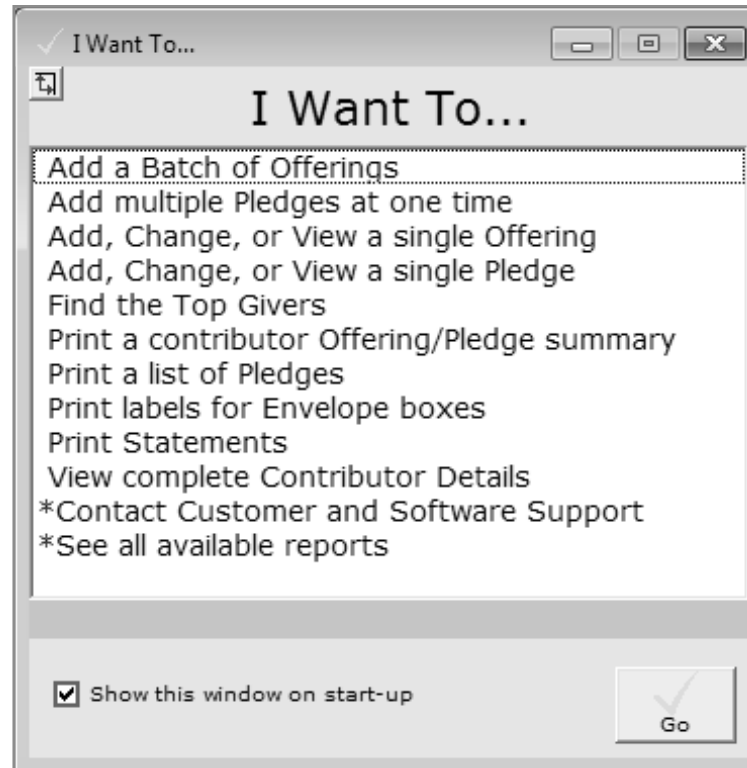 I Want To...
I Want To...
Add a Batch of Offerings
Add multiple Pledges at one time
Add, Change, or View a single Offering
Add, Change, or View a single Pledge
Find the Top Givers
Print a contributor Offering/Pledge summary
Print a list of Pledges
Print labels for Envelope boxes
Print Statements
View complete Contributor Details
*Contact Customer and Software Support
*See all available reports
Show this window on start-up
Go